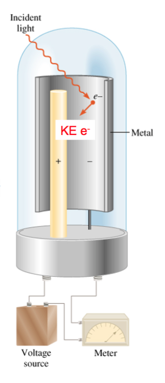 Incident
light
e–
KE e-
Metal
+
–
Voltage
source
Meter